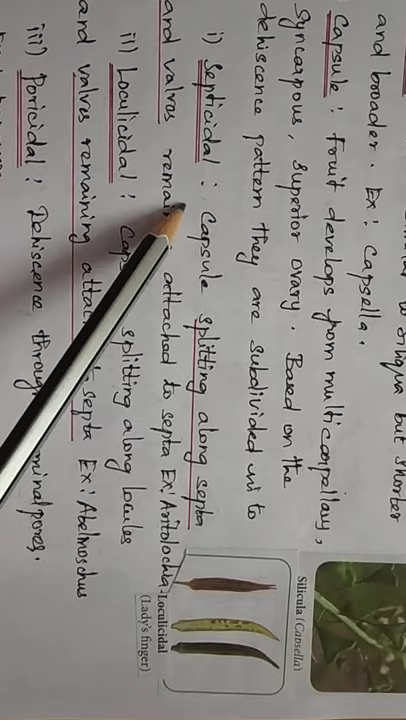 but shorter
and broader. Ex: Capsella.
Capsule: Fruit develops from multicarpellary,
Syncarpous, superior ovary. Based on the
dehiscence pattern they are subdivided in to
i) Septicidal: Capsule splitting along septa
and valves attached to septa Ex: Aristolochia
ii) Loculicidal: splitting along locules
and valves remaining septa Ex: Abelmoschus
iii) Poricidal: Dehiscence pores.
Silicula (Capsella)
Loculicidal
(Lady's finger)